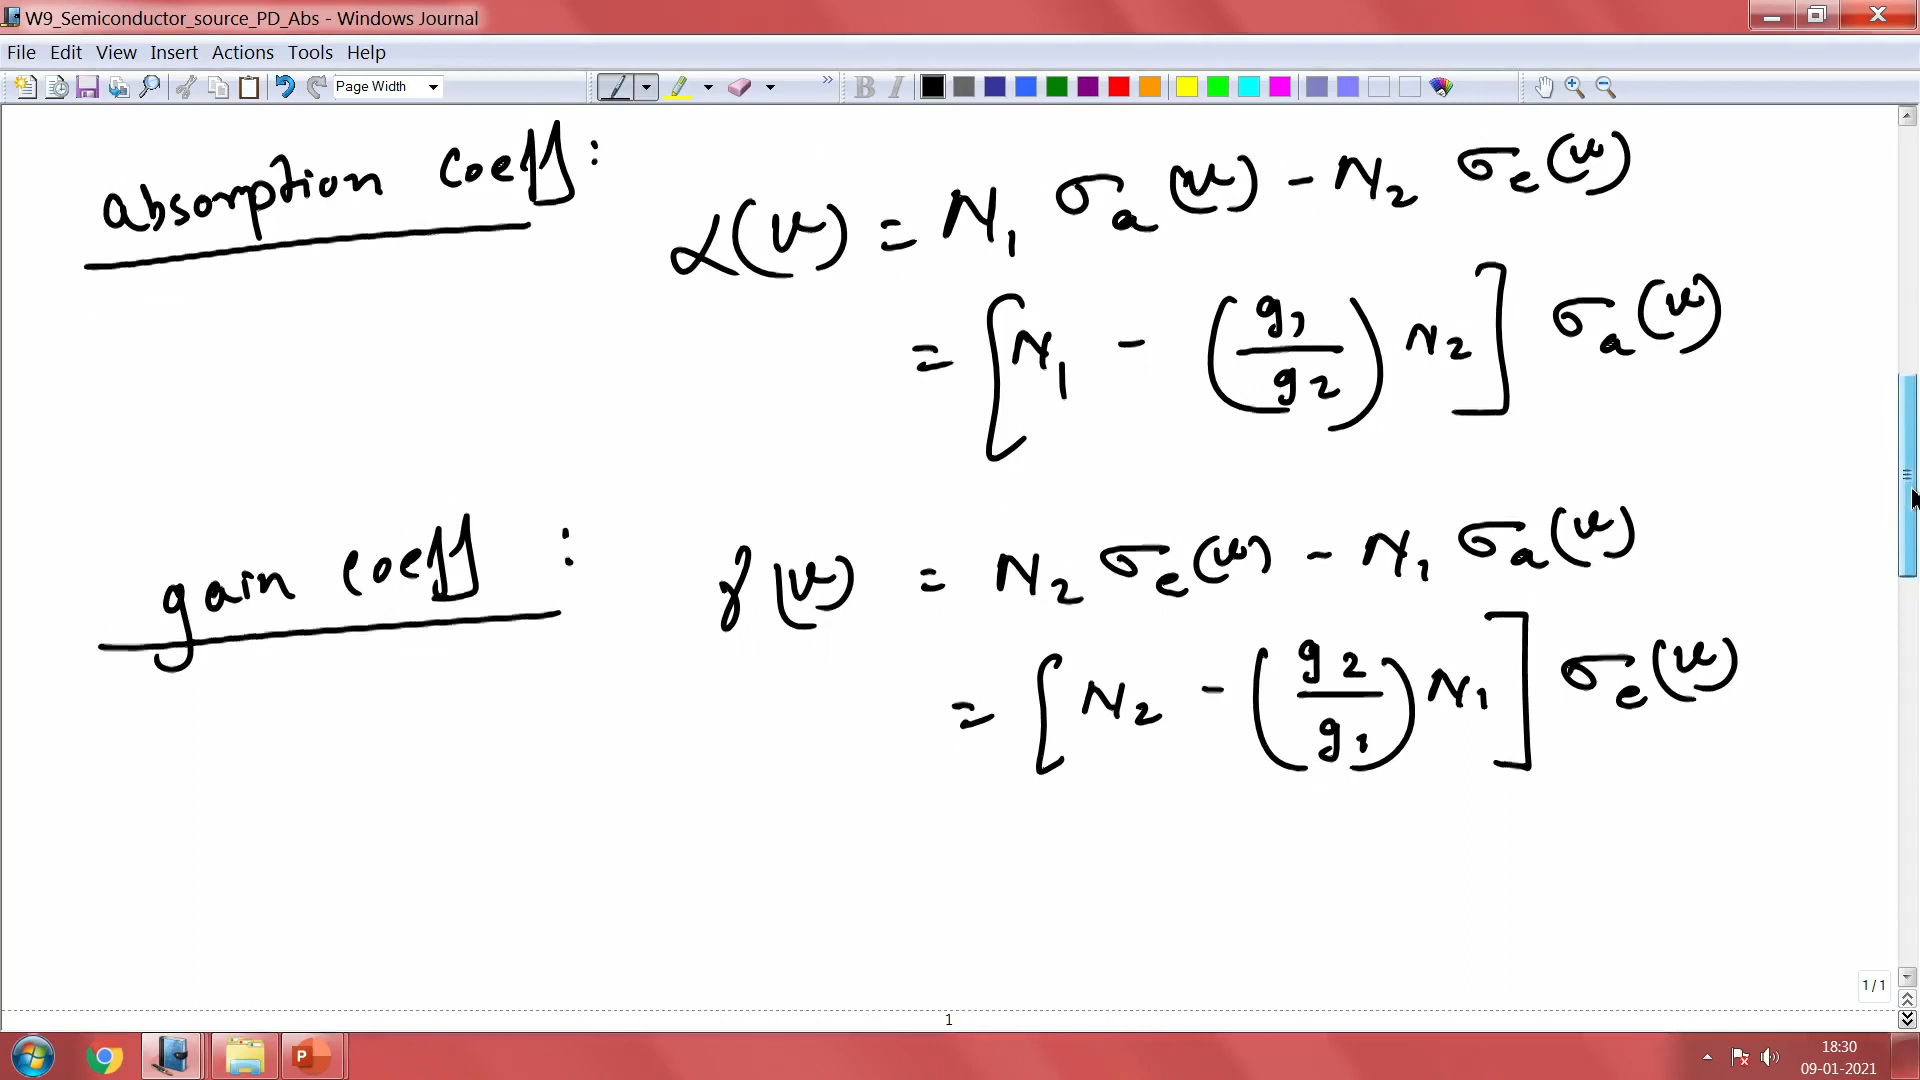 W9_Semiconductor_source_PD_Abs - Windows Journal
File Edit View Insert Actions Tools Help
Page Width
absorption coeff : α(ν) = N₁ σₐ(ν) - N₂ σₑ(ν)
= [N₁ - (g₁/g₂) N₂] σₐ(ν)
gain coeff : γ(ν) = N₂ σₑ(ν) - N₁ σₐ(ν)
= [N₂ - (g₂/g₁) N₁] σₑ(ν)
1 / 1
1
18:30
09-01-2021